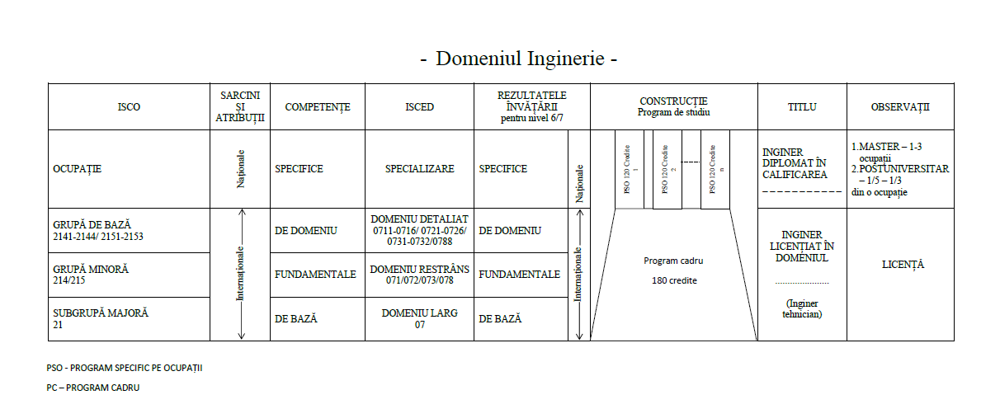 - Domeniul Inginerie -
ISCO
SARCINI
ȘI
ATRIBUȚII
COMPETENȚE
ISCED
REZULTATELE
ÎNVĂȚĂRII
pentru nivel 6/7
CONSTRUCȚIE
Program de studiu
TITLU
OBSERVAȚII
OCUPAȚIE
Naționale
SPECIFICE
SPECIALIZARE
SPECIFICE
Naționale
PSO 120 Credite
1
PSO 120 Credite
2
PSO 120 Credite
n
INGINER
DIPLOMAT ÎN
CALIFICAREA
_ _ _ _ _ _ _ _ _ _ _
1.MASTER – 1-3
ocupații
2.POSTUNIVERSITAR
– 1/5 – 1/3
din o ocupație
GRUPĂ DE BAZĂ
2141-2144/ 2151-2153
Internaționale
DE DOMENIU
DOMENIU DETALIAT
0711-0716/ 0721-0726/
0731-0732/0788
DE DOMENIU
Internaționale
Program cadru
180 credite
INGINER
LICENȚIAT ÎN
DOMENIUL
......................
(Inginer
tehnician)
LICENȚĂ
GRUPĂ MINORĂ
214/215
FUNDAMENTALE
DOMENIU RESTRÂNS
071/072/073/078
FUNDAMENTALE
SUBGRUPĂ MAJORĂ
21
DE BAZĂ
DOMENIU LARG
07
DE BAZĂ
PSO - PROGRAM SPECIFIC PE OCUPAȚII
PC – PROGRAM CADRU